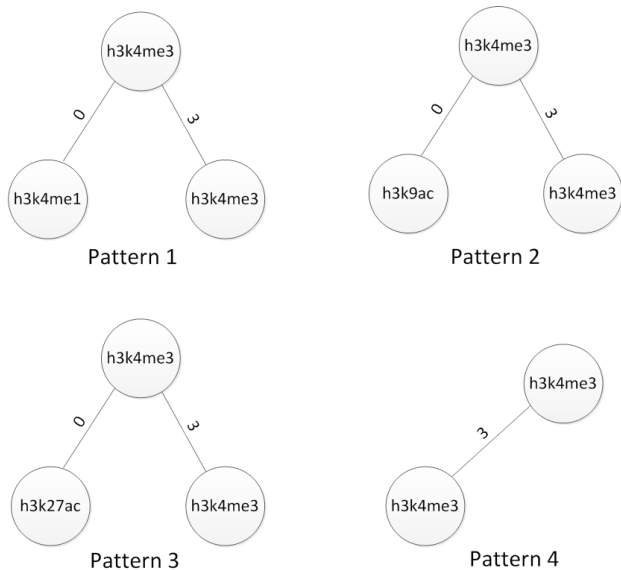 h3k4me3
0
3
h3k4me1
h3k4me3
Pattern 1
h3k4me3
0
3
h3k9ac
h3k4me3
Pattern 2
h3k4me3
0
3
h3k27ac
h3k4me3
Pattern 3
h3k4me3
3
h3k4me3
Pattern 4